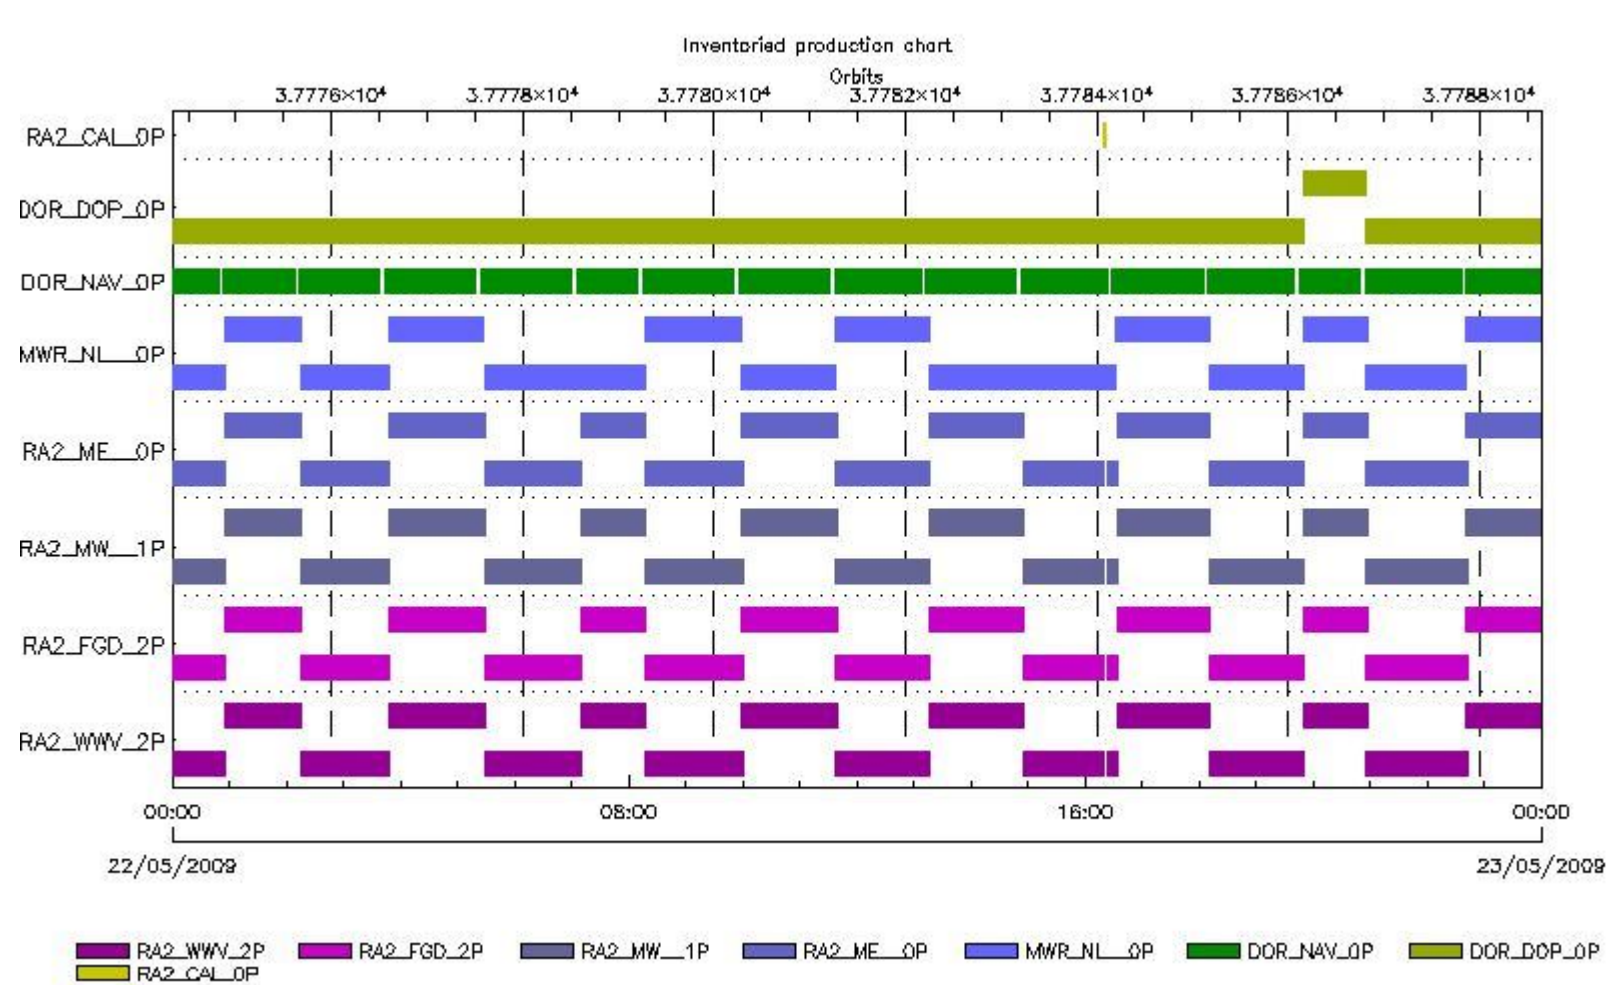 Inventoried production chart
Orbits
3.7776×10⁴ 3.7778×10⁴ 3.7780×10⁴ 3.7782×10⁴ 3.7784×10⁴ 3.7786×10⁴ 3.7788×10⁴
RA2_CAL_0P
DOR_DOP_0P
DOR_NAV_0P
MWR_NL__0P
RA2_ME__0P
RA2_MW__1P
RA2_FGD_2P
RA2_WWV_2P
00:00 08:00 16:00 00:00
22/05/2009 23/05/2009
RA2_WWV_2P RA2_FGD_2P RA2_MW__1P RA2_ME__0P MWR_NL__0P DOR_NAV_0P DOR_DOP_0P
RA2_CAL_0P